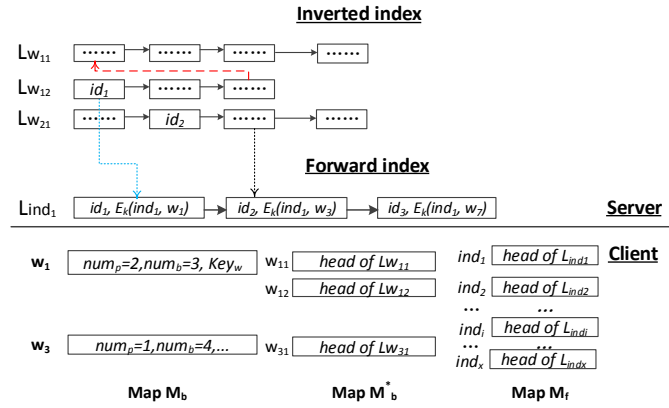 Inverted index
Lw11 ...... ...... ...... ......
Lw12 id1 ...... ......
Lw21 ...... id2 ...... ......
Forward index
Lind1 id1, Ek(ind1, w1) id2, Ek(ind1, w3) id3, Ek(ind1, w7) Server
Client
w1 nump=2,numb=3, Keyw w11 head of Lw11 ind1 head of Lind1
w12 head of Lw12 ind2 head of Lind2
... ...
indi head of Lindi
... ...
w3 nump=1,numb=4,... w31 head of Lw31 indx head of Lindx
Map Mb Map M*b Map Mf